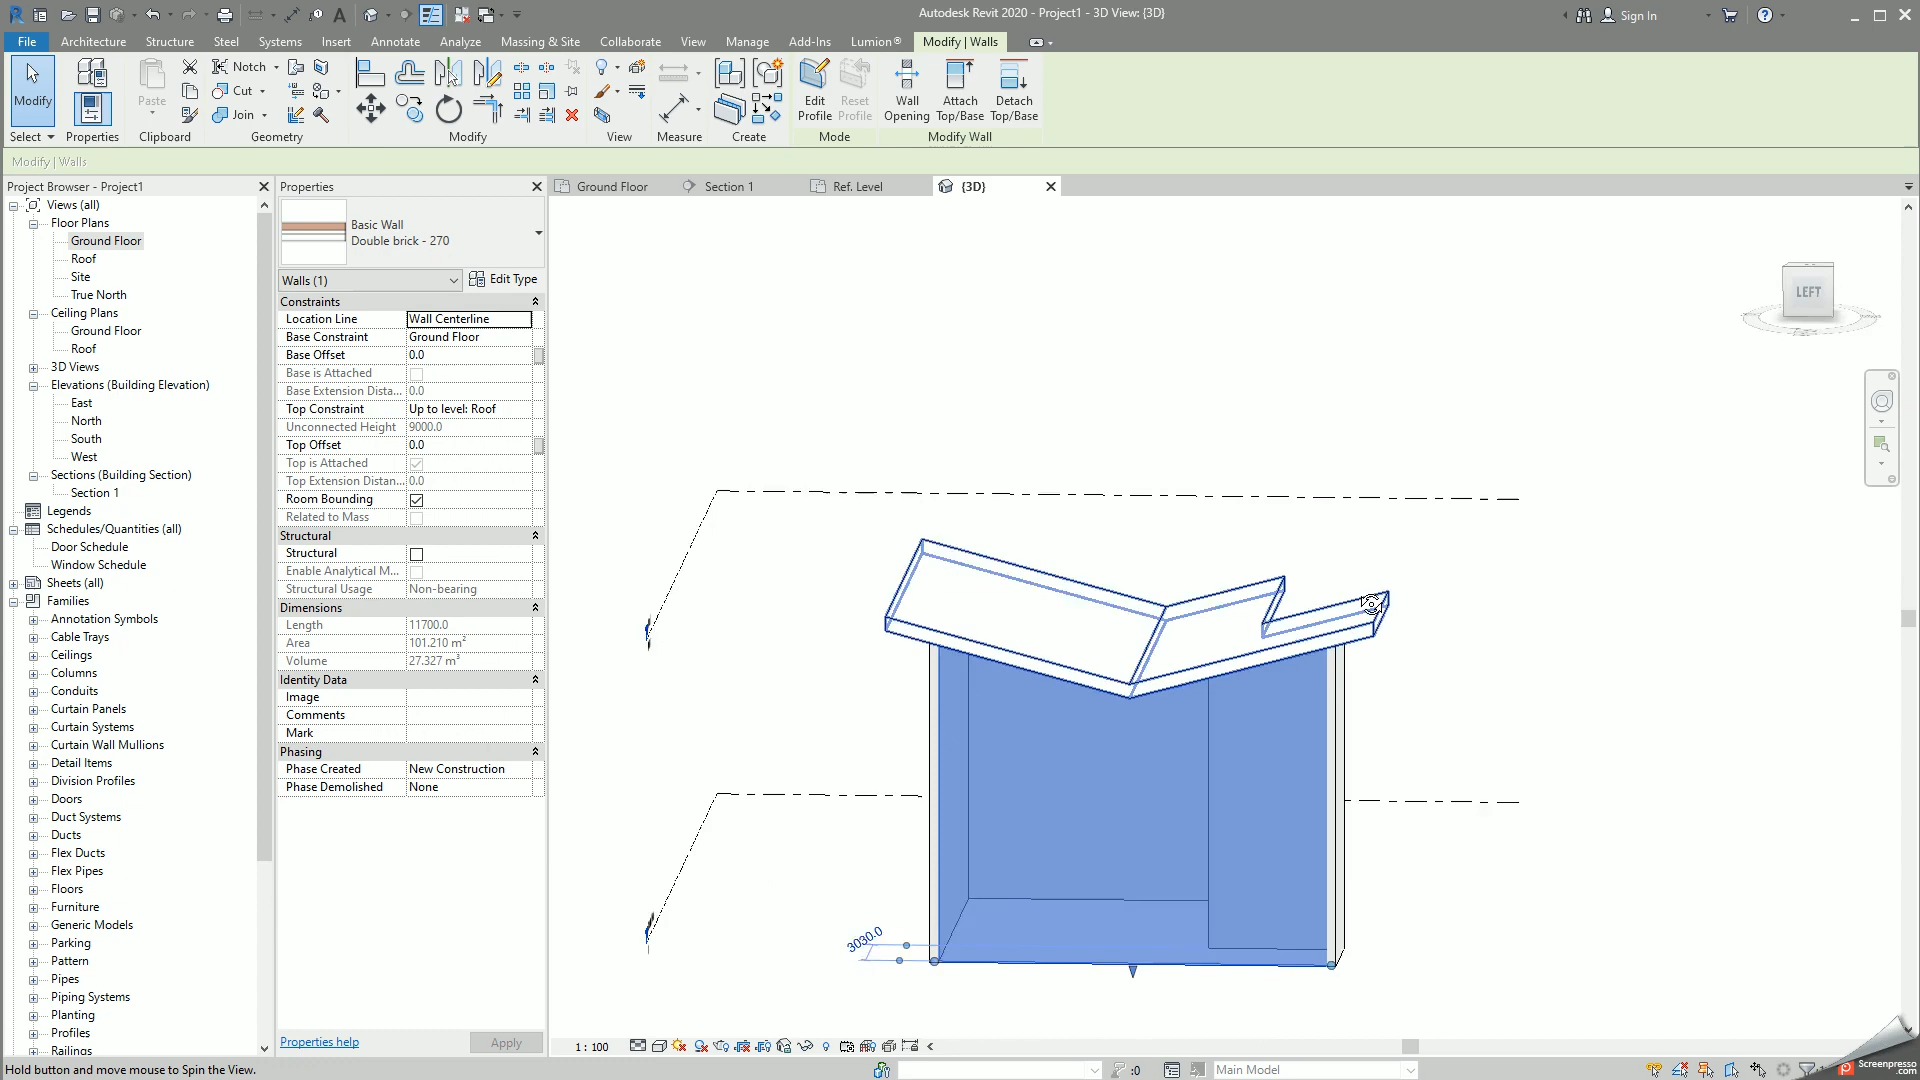 Autodesk Revit 2020 - Project1 - 3D View: {3D}
Sign In
File Architecture Structure Steel Systems Insert Annotate Analyze Massing & Site Collaborate View Manage Add-Ins Lumion® Modify | Walls
Modify
Paste
Notch
Cut
Join
Edit Profile
Reset Profile
Wall Opening
Attach Top/Base
Detach Top/Base
Select Properties Clipboard Geometry Modify View Measure Create Mode Modify Wall
Modify | Walls
Project Browser - Project1
Views (all)
Floor Plans
Ground Floor
Roof
Site
True North
Ceiling Plans
Ground Floor
Roof
3D Views
Elevations (Building Elevation)
East
North
South
West
Sections (Building Section)
Section 1
Legends
Schedules/Quantities (all)
Door Schedule
Window Schedule
Sheets (all)
Families
Annotation Symbols
Cable Trays
Ceilings
Columns
Conduits
Curtain Panels
Curtain Systems
Curtain Wall Mullions
Detail Items
Division Profiles
Doors
Duct Systems
Ducts
Flex Ducts
Flex Pipes
Floors
Furniture
Generic Models
Parking
Pattern
Pipes
Piping Systems
Planting
Profiles
Railings
Properties
Basic Wall
Double brick - 270
Walls (1) Edit Type
Constraints
Location Line Wall Centerline
Base Constraint Ground Floor
Base Offset 0.0
Base is Attached
Base Extension Dista... 0.0
Top Constraint Up to level: Roof
Unconnected Height 9000.0
Top Offset 0.0
Top is Attached
Top Extension Distan... 0.0
Room Bounding
Related to Mass
Structural
Structural
Enable Analytical M...
Structural Usage Non-bearing
Dimensions
Length 11700.0
Area 101.210 m²
Volume 27.327 m³
Identity Data
Image
Comments
Mark
Phasing
Phase Created New Construction
Phase Demolished None
Properties help Apply
Ground Floor Section 1 Ref. Level {3D}
LEFT
3030.0
1 : 100
Hold button and move mouse to Spin the View.
:0
Main Model
Screenpresso
.com